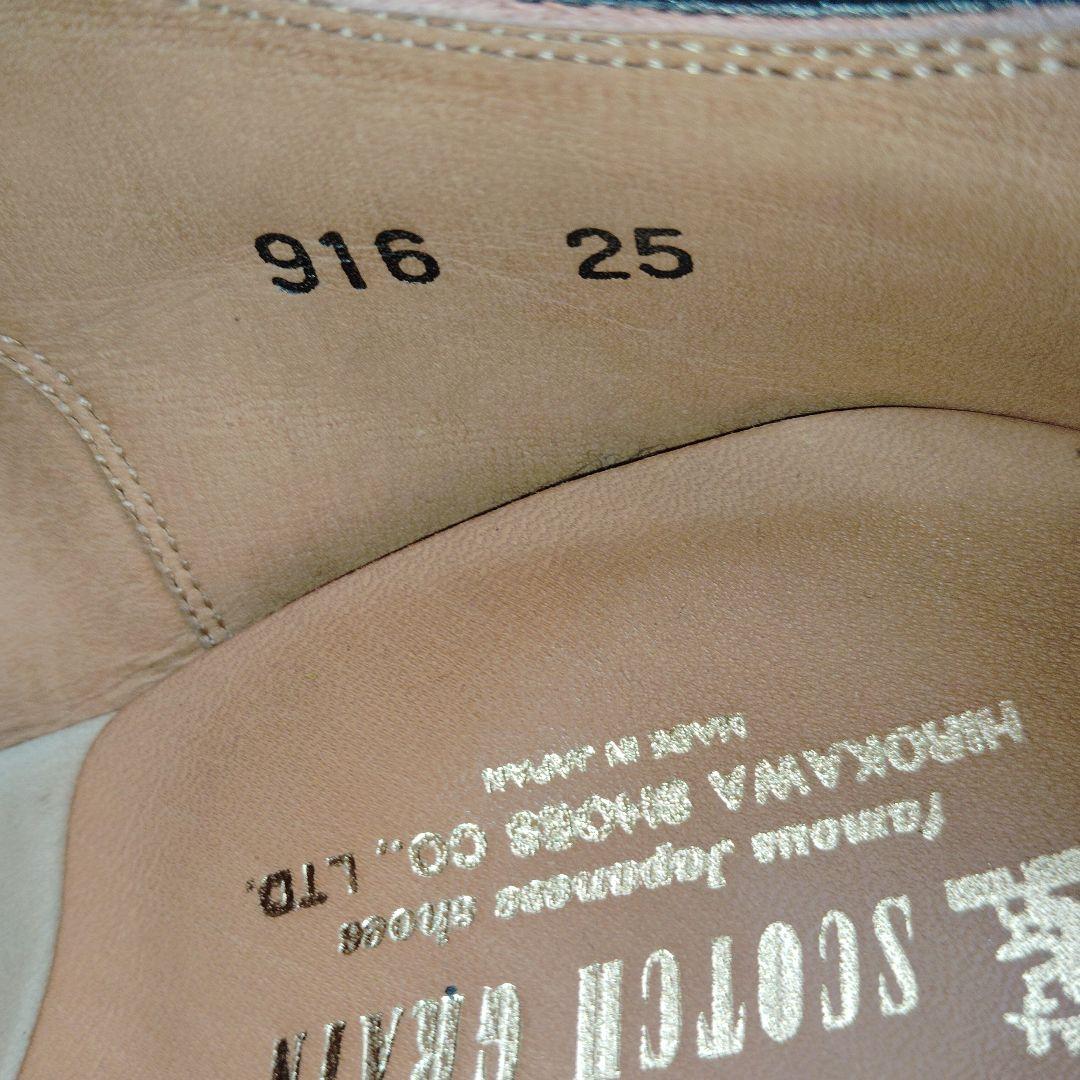 916 25
SCOTCH GRAIN
famous Japanese shoes
HIROKAWA SHOES CO., LTD.
MADE IN JAPAN